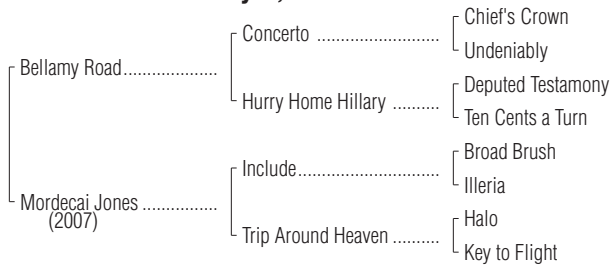 Chief's Crown
Concerto ........................
Undeniably
Bellamy Road...................
Deputed Testamony
Hurry Home Hillary ..........
Ten Cents a Turn
Broad Brush
Include............................
Illeria
Mordecai Jones ...............
(2007)
Halo
Trip Around Heaven ..........
Key to Flight